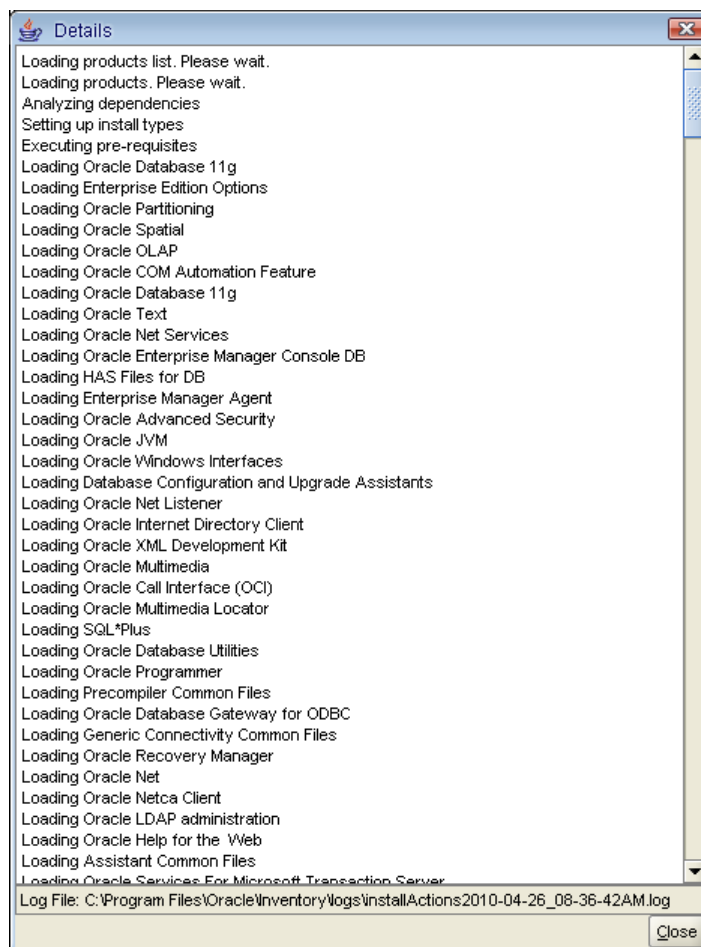 Details
Loading products list. Please wait.
Loading products. Please wait.
Analyzing dependencies
Setting up install types
Executing pre-requisites
Loading Oracle Database 11g
Loading Enterprise Edition Options
Loading Oracle Partitioning
Loading Oracle Spatial
Loading Oracle OLAP
Loading Oracle COM Automation Feature
Loading Oracle Database 11g
Loading Oracle Text
Loading Oracle Net Services
Loading Oracle Enterprise Manager Console DB
Loading HAS Files for DB
Loading Enterprise Manager Agent
Loading Oracle Advanced Security
Loading Oracle JVM
Loading Oracle Windows Interfaces
Loading Database Configuration and Upgrade Assistants
Loading Oracle Net Listener
Loading Oracle Internet Directory Client
Loading Oracle XML Development Kit
Loading Oracle Multimedia
Loading Oracle Call Interface (OCI)
Loading Oracle Multimedia Locator
Loading SQL*Plus
Loading Oracle Database Utilities
Loading Oracle Programmer
Loading Precompiler Common Files
Loading Oracle Database Gateway for ODBC
Loading Generic Connectivity Common Files
Loading Oracle Recovery Manager
Loading Oracle Net
Loading Oracle Netca Client
Loading Oracle LDAP administration
Loading Oracle Help for the Web
Loading Assistant Common Files
Loading Oracle Services For Microsoft Transaction Server
Log File: C:\Program Files\Oracle\Inventory\logs\installActions2010-04-26_08-36-42AM.log
Close